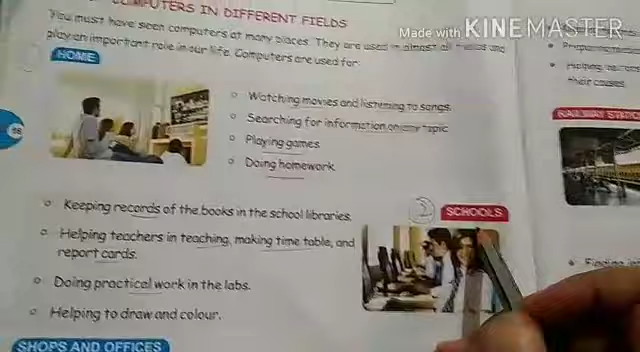 COMPUTERS IN DIFFERENT FIELDS
You must have seen computers at many places. They are used in almost all fields and
play an important role in our life. Computers are used for:
Made with KINEMASTER
HOME
Watching movies and listening to songs.
Searching for information on any topic
Playing games.
Doing homework.
Keeping records of the books in the school libraries.
Helping teachers in teaching, making time table, and
report cards.
Doing practical work in the labs.
Helping to draw and colour.
SCHOOLS
SHOPS AND OFFICES
Helping
their causes.
RAILWAY